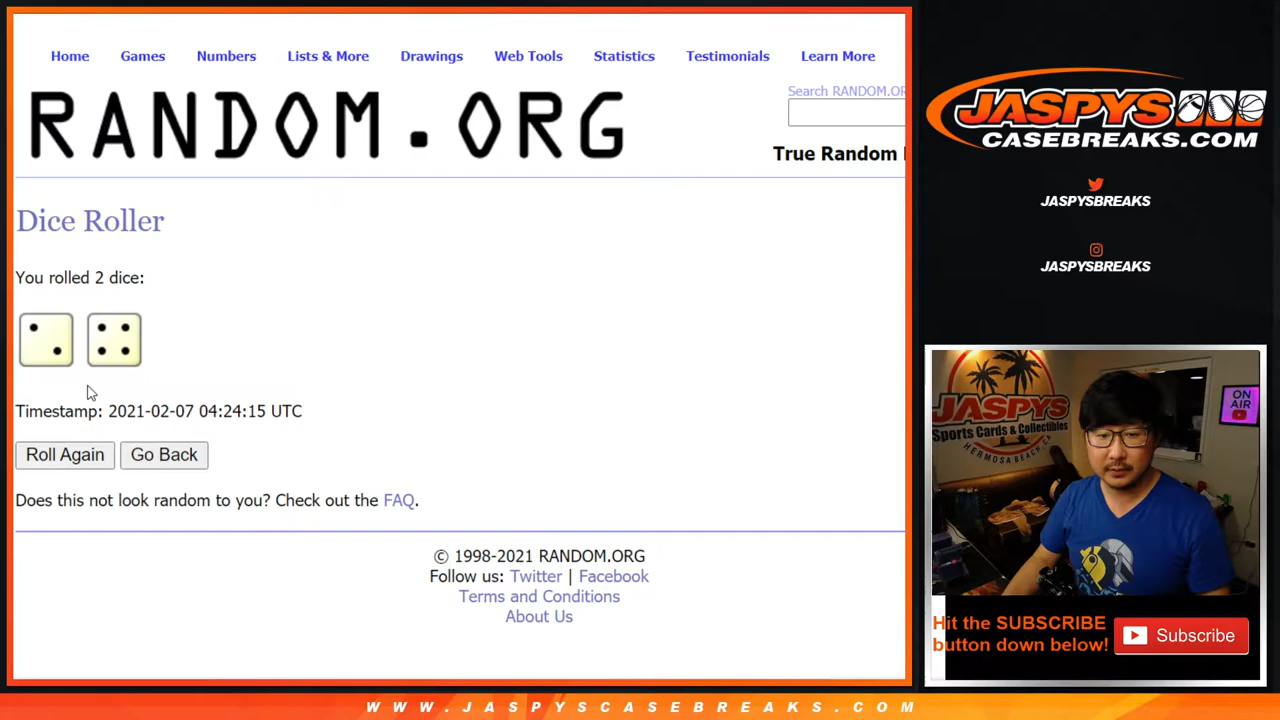 Home Games Numbers Lists & More Drawings Web Tools Statistics Testimonials Learn More
Search RANDOM.OR
RANDOM.ORG
True Random
Dice Roller
You rolled 2 dice:
Timestamp: 2021-02-07 04:24:15 UTC
Roll Again Go Back
Does this not look random to you? Check out the FAQ.
© 1998-2021 RANDOM.ORG
Follow us: Twitter | Facebook
Terms and Conditions
About Us
JASPYS
CASEBREAKS.COM
JASPYSBREAKS
JASPYSBREAKS
JASPYS
Sports Cards & Collectibles
HERMOSA BEACH, CA
ON
AIR
Hit the SUBSCRIBE
button down below!
Subscribe
WWW.JASPYSCASEBREAKS.COM